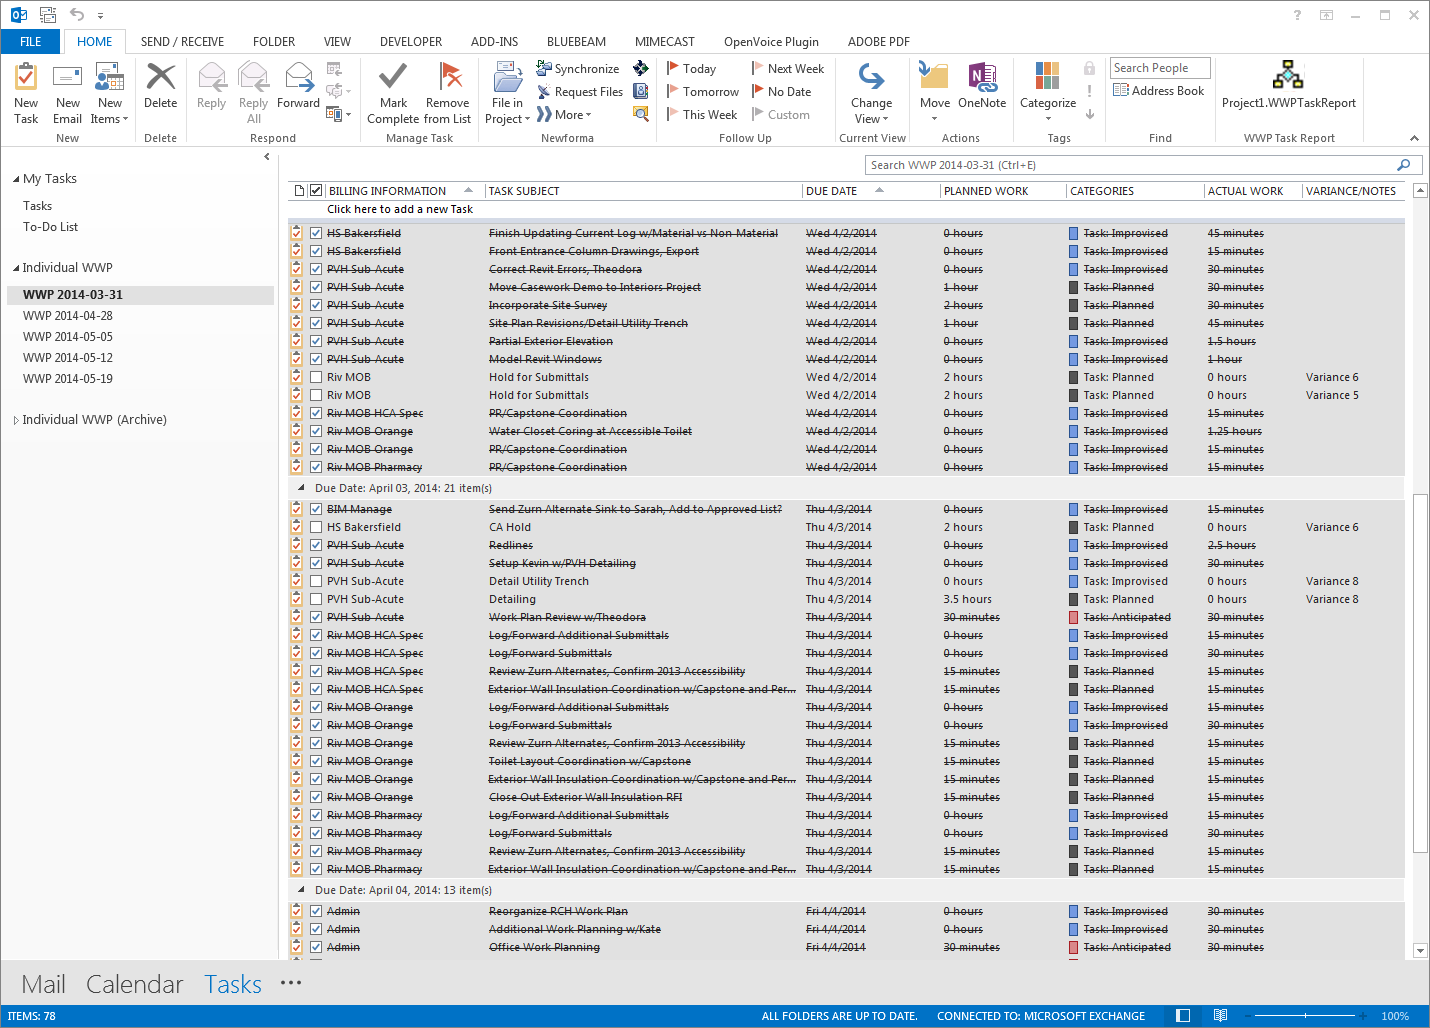 FILE HOME SEND / RECEIVE FOLDER VIEW DEVELOPER ADD-INS BLUEBEAM MIMECAST OpenVoice Plugin ADOBE PDF
New Task
New Email
New Items
New
Delete
Delete
Reply
Reply All
Forward
Respond
Mark Complete
Remove from List
Manage Task
File in Project
Synchronize
Request Files
More
Newforma
Today
Tomorrow
This Week
Next Week
No Date
Custom
Follow Up
Change View
Current View
Move
OneNote
Actions
Categorize
Tags
Search People
Address Book
Find
Project1.WWPTaskReport
WWP Task Report
My Tasks
Tasks
To-Do List
Individual WWP
WWP 2014-03-31
WWP 2014-04-28
WWP 2014-05-05
WWP 2014-05-12
WWP 2014-05-19
Individual WWP (Archive)
Search WWP 2014-03-31 (Ctrl+E)
BILLING INFORMATION TASK SUBJECT DUE DATE PLANNED WORK CATEGORIES ACTUAL WORK VARIANCE/NOTES
Click here to add a new Task
HS Bakersfield Finish Updating Current Log w/Material vs Non-Material Wed 4/2/2014 0 hours Task: Improvised 45 minutes
HS Bakersfield Front Entrance Column Drawings, Export Wed 4/2/2014 0 hours Task: Improvised 15 minutes
PVH Sub-Acute Correct Revit Errors, Theodora Wed 4/2/2014 0 hours Task: Improvised 30 minutes
PVH Sub-Acute Move Casework Demo to Interiors Project Wed 4/2/2014 1 hour Task: Planned 30 minutes
PVH Sub-Acute Incorporate Site Survey Wed 4/2/2014 2 hours Task: Planned 30 minutes
PVH Sub-Acute Site Plan Revisions/Detail Utility Trench Wed 4/2/2014 1 hour Task: Planned 45 minutes
PVH Sub-Acute Partial Exterior Elevation Wed 4/2/2014 0 hours Task: Improvised 1.5 hours
PVH Sub-Acute Model Revit Windows Wed 4/2/2014 0 hours Task: Improvised 1 hour
Riv MOB Hold for Submittals Wed 4/2/2014 2 hours Task: Planned 0 hours Variance 6
Riv MOB Hold for Submittals Wed 4/2/2014 2 hours Task: Planned 0 hours Variance 5
Riv MOB HCA Spec PR/Capstone Coordination Wed 4/2/2014 0 hours Task: Improvised 15 minutes
Riv MOB Orange Water Closet Coring at Accessible Toilet Wed 4/2/2014 0 hours Task: Improvised 1.25 hours
Riv MOB Orange PR/Capstone Coordination Wed 4/2/2014 0 hours Task: Improvised 15 minutes
Riv MOB Pharmacy PR/Capstone Coordination Wed 4/2/2014 0 hours Task: Improvised 15 minutes
Due Date: April 03, 2014: 21 item(s)
BIM Manage Send Zurn Alternate Sink to Sarah, Add to Approved List? Thu 4/3/2014 0 hours Task: Improvised 15 minutes
HS Bakersfield CA Hold Thu 4/3/2014 2 hours Task: Planned 0 hours Variance 6
PVH Sub-Acute Redlines Thu 4/3/2014 0 hours Task: Improvised 2.5 hours
PVH Sub-Acute Setup Kevin w/PVH Detailing Thu 4/3/2014 0 hours Task: Improvised 30 minutes
PVH Sub-Acute Detail Utility Trench Thu 4/3/2014 0 hours Task: Improvised 0 hours Variance 8
PVH Sub-Acute Detailing Thu 4/3/2014 3.5 hours Task: Planned 0 hours Variance 8
PVH Sub-Acute Work Plan Review w/Theodora Thu 4/3/2014 30 minutes Task: Anticipated 30 minutes
Riv MOB HCA Spec Log/Forward Additional Submittals Thu 4/3/2014 0 hours Task: Improvised 15 minutes
Riv MOB HCA Spec Log/Forward Submittals Thu 4/3/2014 0 hours Task: Improvised 30 minutes
Riv MOB HCA Spec Review Zurn Alternates, Confirm 2013 Accessibility Thu 4/3/2014 15 minutes Task: Planned 15 minutes
Riv MOB HCA Spec Exterior Wall Insulation Coordination w/Capstone and Per... Thu 4/3/2014 15 minutes Task: Planned 15 minutes
Riv MOB Orange Log/Forward Additional Submittals Thu 4/3/2014 0 hours Task: Improvised 15 minutes
Riv MOB Orange Log/Forward Submittals Thu 4/3/2014 0 hours Task: Improvised 30 minutes
Riv MOB Orange Review Zurn Alternates, Confirm 2013 Accessibility Thu 4/3/2014 15 minutes Task: Planned 15 minutes
Riv MOB Orange Toilet Layout Coordination w/Capstone Thu 4/3/2014 15 minutes Task: Planned 15 minutes
Riv MOB Orange Exterior Wall Insulation Coordination w/Capstone and Per... Thu 4/3/2014 15 minutes Task: Planned 15 minutes
Riv MOB Orange Close Out Exterior Wall Insulation RFI Thu 4/3/2014 15 minutes Task: Planned 15 minutes
Riv MOB Pharmacy Log/Forward Additional Submittals Thu 4/3/2014 0 hours Task: Improvised 15 minutes
Riv MOB Pharmacy Log/Forward Submittals Thu 4/3/2014 0 hours Task: Improvised 30 minutes
Riv MOB Pharmacy Review Zurn Alternates, Confirm 2013 Accessibility Thu 4/3/2014 15 minutes Task: Planned 15 minutes
Riv MOB Pharmacy Exterior Wall Insulation Coordination w/Capstone and Per... Thu 4/3/2014 15 minutes Task: Planned 15 minutes
Due Date: April 04, 2014: 13 item(s)
Admin Reorganize RCH Work Plan Fri 4/4/2014 0 hours Task: Improvised 30 minutes
Admin Additional Work Planning w/Kate Fri 4/4/2014 0 hours Task: Improvised 30 minutes
Admin Office Work Planning Fri 4/4/2014 30 minutes Task: Anticipated 30 minutes
Mail Calendar Tasks ...
ITEMS: 78 ALL FOLDERS ARE UP TO DATE. CONNECTED TO: MICROSOFT EXCHANGE 100%